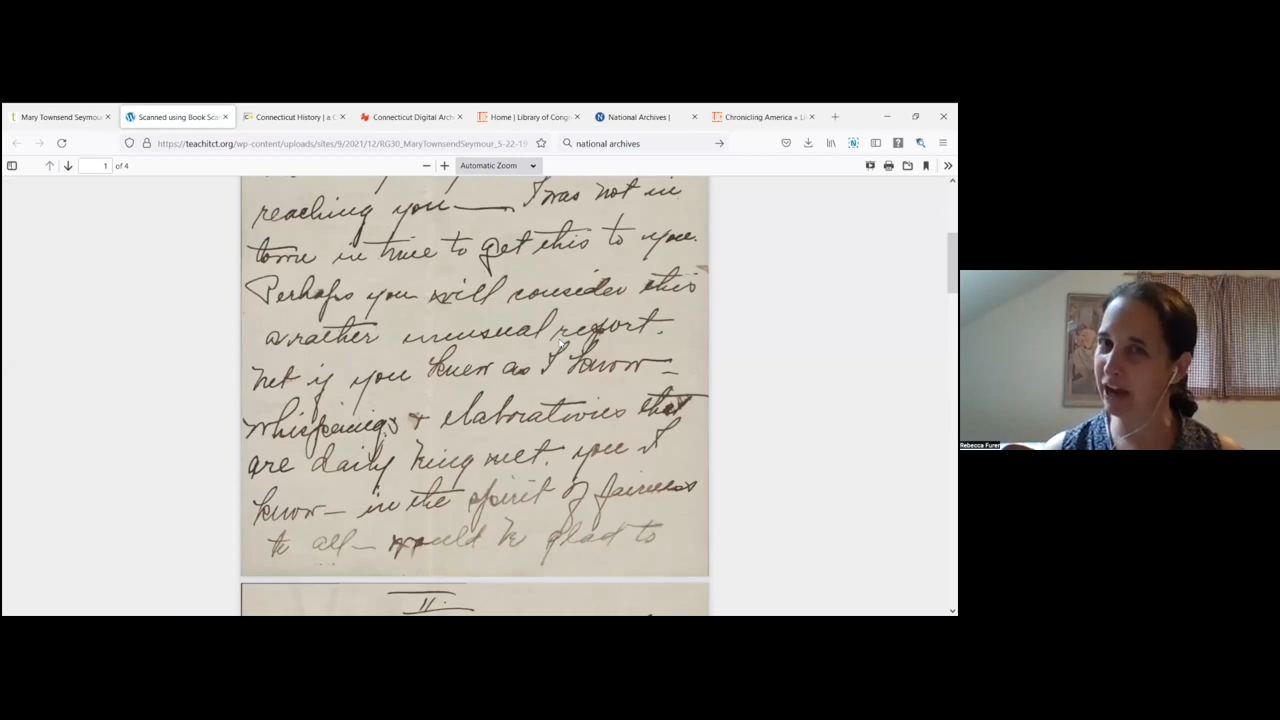 Mary Townsend Seymou
Scanned using Book Sca
Connecticut History | a C
Connecticut Digital Arch
Home | Library of Congr
National Archives |
Chronicling America « Li
https://teachitct.org/wp-content/uploads/sites/9/2021/12/RG30_MaryTownsendSeymour_5-22-19
national archives
1 of 4
Automatic Zoom
reaching you — I was not in
town in time to get this to you.
Perhaps you will consider this
a rather unusual report.
yet if you knew as I know —
whisperings & elaborations that
are daily being met. you I
know — in the spirit of fairness
to all — would be glad to
II.
Rebecca Furer